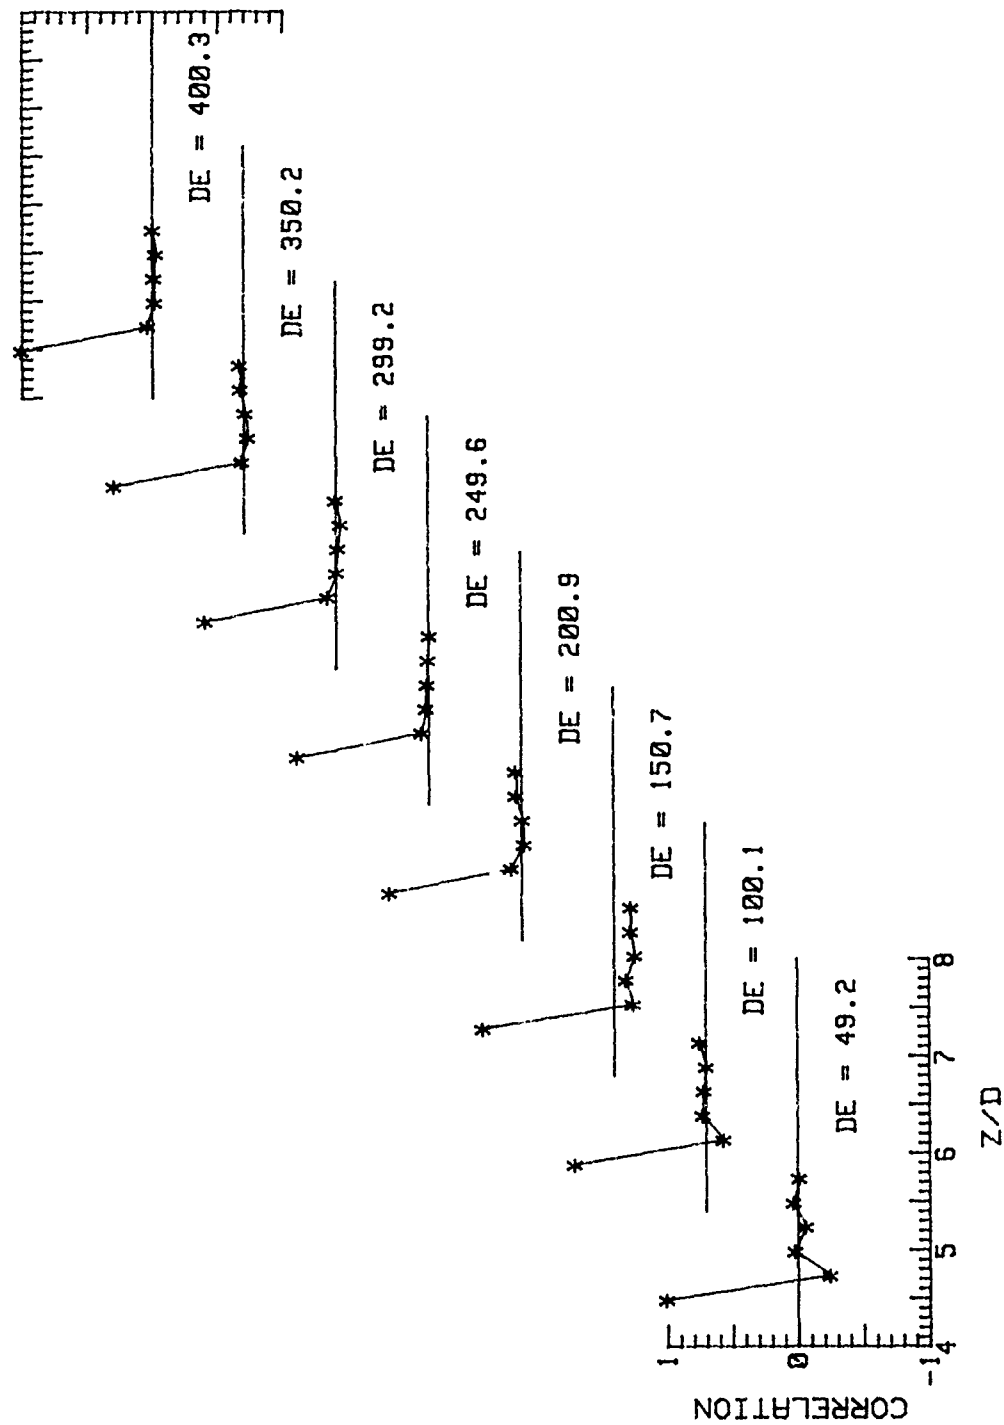 DE = 400.3
DE = 350.2
DE = 299.2
DE = 249.6
DE = 200.9
DE = 150.7
DE = 100.1
DE = 49.2
CORRELATION
1
0
-1
4
5
6
7
8
Z/D